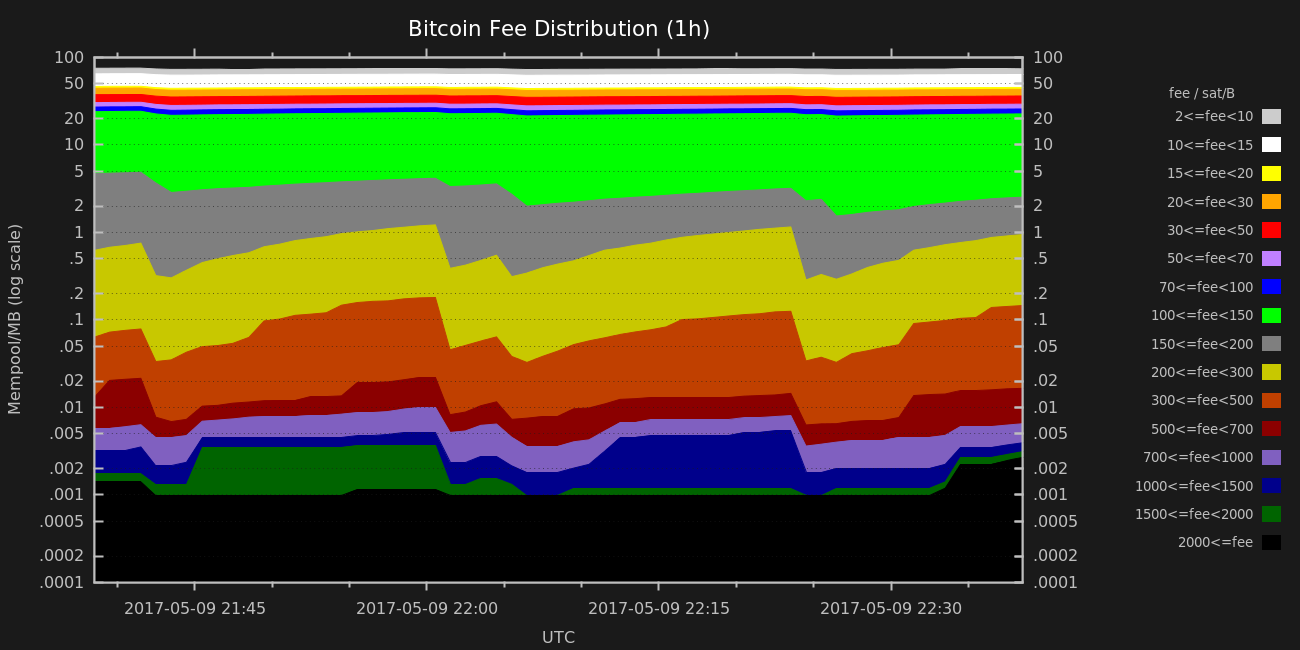 Bitcoin Fee Distribution (1h)
100 100
50 50
20 20
10 10
5 5
2 2
1 1
.5 .5
.2 .2
.1 .1
.05 .05
.02 .02
.01 .01
.005 .005
.002 .002
.001 .001
.0005 .0005
.0002 .0002
.0001 .0001
Mempool/MB (log scale)
2017-05-09 21:45 2017-05-09 22:00 2017-05-09 22:15 2017-05-09 22:30
UTC
fee / sat/B
2<=fee<10
10<=fee<15
15<=fee<20
20<=fee<30
30<=fee<50
50<=fee<70
70<=fee<100
100<=fee<150
150<=fee<200
200<=fee<300
300<=fee<500
500<=fee<700
700<=fee<1000
1000<=fee<1500
1500<=fee<2000
2000<=fee